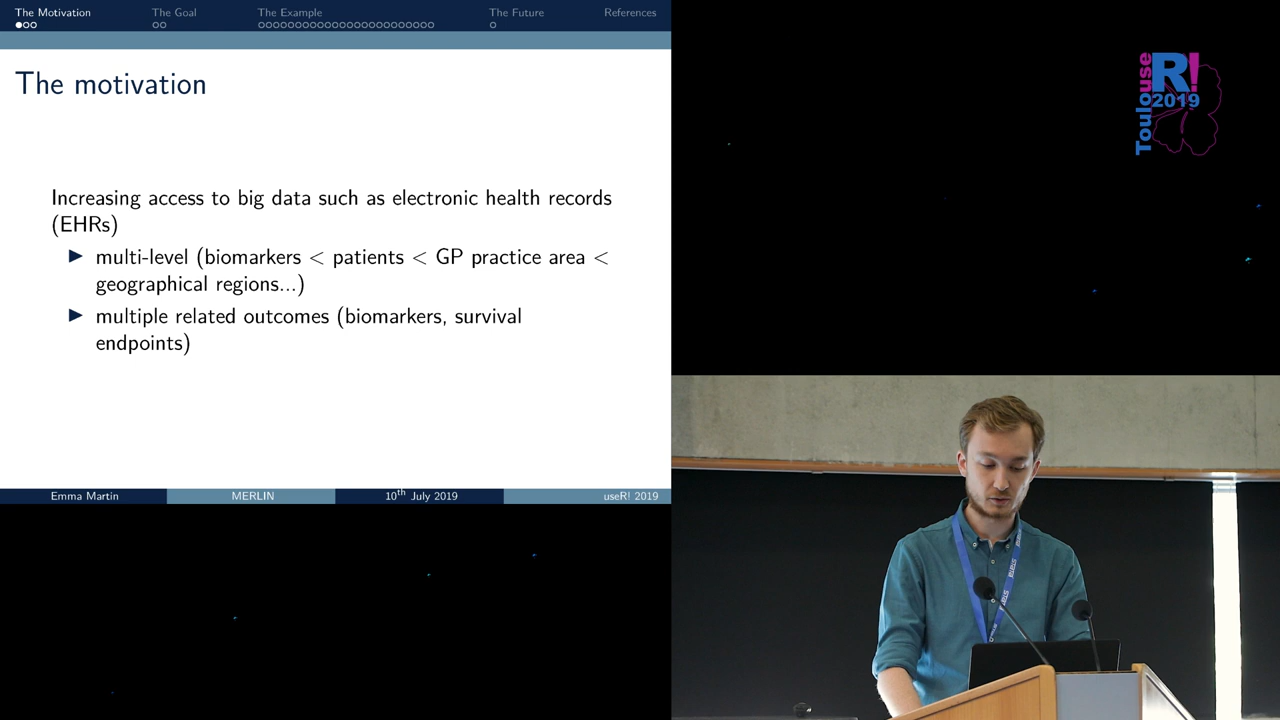 The Motivation
The Goal
The Example
The Future
References
The motivation
Increasing access to big data such as electronic health records
(EHRs)
multi-level (biomarkers < patients < GP practice area <
geographical regions...)
multiple related outcomes (biomarkers, survival
endpoints)
Emma Martin
MERLIN
10th July 2019
useR! 2019
Toulouse
R!
2019